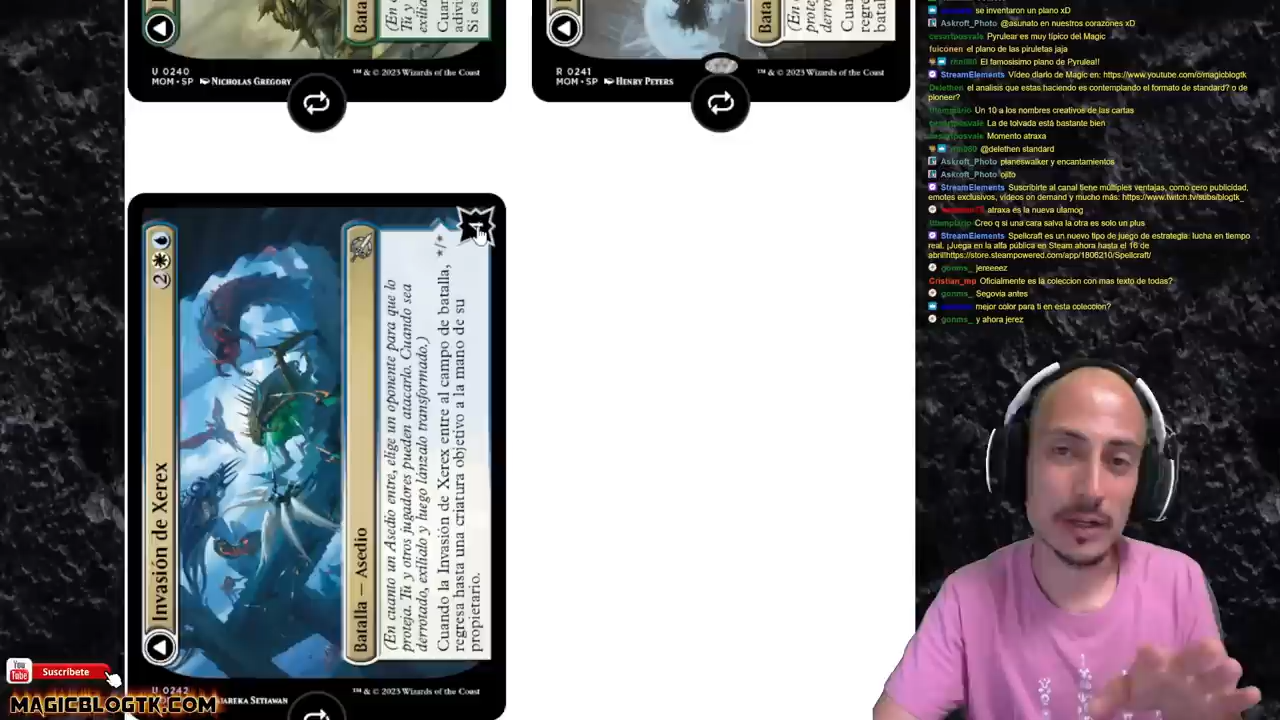 U 0240
MOM • SP NICHOLAS GREGORY
™ & © 2023 Wizards of the Coast
R 0241
MOM • SP HENRY PETERS
™ & © 2023 Wizards of the Coast
Invasión de Xerex
2
Batalla — Asedio
(En cuanto un Asedio entre, elige un oponente para que lo
proteja. Tú y otros jugadores pueden atacarlo. Cuando sea
derrotado, exílialo y luego lánzalo transformado.)
Cuando la Invasión de Xerex entre al campo de batalla,
regresa hasta una criatura objetivo a la mano de su
propietario.
*/*
U 0242
™ & © 2023 Wizards of the Coast
You Tube Suscríbete
MAGICBLOGTK.COM
se inventaron un plano xD
Askroft_Photo @asunato en nuestros corazones xD
Pyrulear es muy típico del Magic
fuiconen el plano de las piruletas jaja
El famosisimo plano de Pyrulea!!
StreamElements Vídeo diario de Magic en: https://www.youtube.com/c/magicblogtk
Delethen el analisis que estas haciendo es contemplando el formato de standard? o de
pioneer?
Un 10 a los nombres creativos de las cartas
La de tolvada está bastante bien
Momento atraxa
@delethen standard
Askroft_Photo planeswalker y encantamientos
Askroft_Photo ojito
StreamElements Suscribirte al canal tiene múltiples ventajas, como cero publicidad,
emotes exclusivos, vídeos on demand y mucho más: https://www.twitch.tv/subs/blogtk_
atraxa es la nueva ulamog
Creo q si una cara salva la otra es solo un plus
StreamElements Spellcraft es un nuevo tipo de juego de estrategia: lucha en tiempo
real. ¡Juega en la alfa pública en Steam ahora hasta el 16 de
abril!https://store.steampowered.com/app/1806210/Spellcraft/
gonms_ jereeeez
Cristian_mp Oficialmente es la coleccion con mas texto de todas?
gonms_ Segovia antes
mejor color para ti en esta coleccion?
gonms_ y ahora jerez